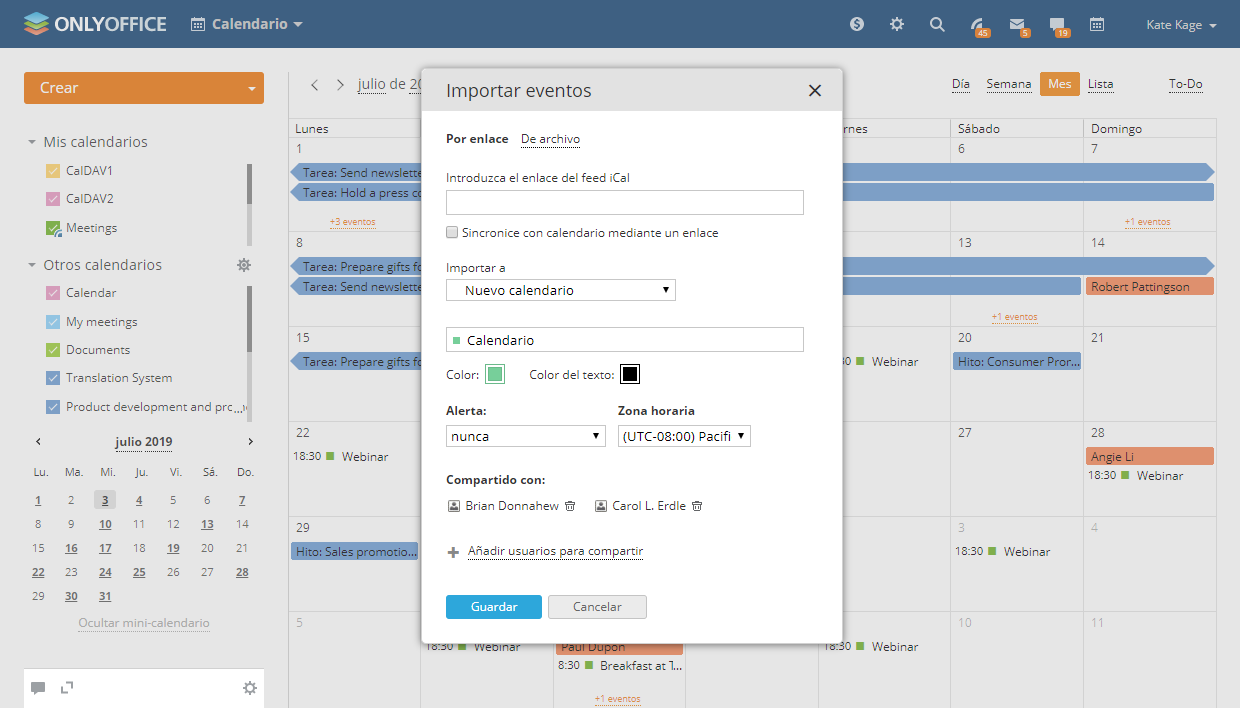 ONLYOFFICE Calendario 45 5 19 Kate Kage
Crear
Mis calendarios
CalDAV1
CalDAV2
Meetings
Otros calendarios
Calendar
My meetings
Documents
Translation System
Product development and pro...
julio 2019
Lu. Ma. Mi. Ju. Vi. Sá. Do.
1 2 3 4 5 6 7
8 9 10 11 12 13 14
15 16 17 18 19 20 21
22 23 24 25 26 27 28
29 30 31
Ocultar mini-calendario
julio de 20
Día Semana Mes Lista To-Do
Lunes rnes Sábado Domingo
1 6 7
Tarea: Send newslette
Tarea: Hold a press co
+3 eventos +1 eventos
8 13 14
Tarea: Prepare gifts fo
Tarea: Send newslette Robert Pattingson
+1 eventos
15 20 21
Tarea: Prepare gifts fo 30 Webinar Hito: Consumer Pror...
22 27 28
18:30 Webinar Angie Li
18:30 Webinar
29 3 4
Hito: Sales promotio... 18:30 Webinar
5 10 11
18:30 Webinar Paul Dupon 18:30 Webinar
8:30 Breakfast at T...
+1 eventos
Importar eventos
Por enlace De archivo
Introduzca el enlace del feed iCal
Sincronice con calendario mediante un enlace
Importar a
Nuevo calendario
Calendario
Color: Color del texto:
Alerta: Zona horaria
nunca (UTC-08:00) Pacifi
Compartido con:
Brian Donnahew Carol L. Erdle
Añadir usuarios para compartir
Guardar Cancelar